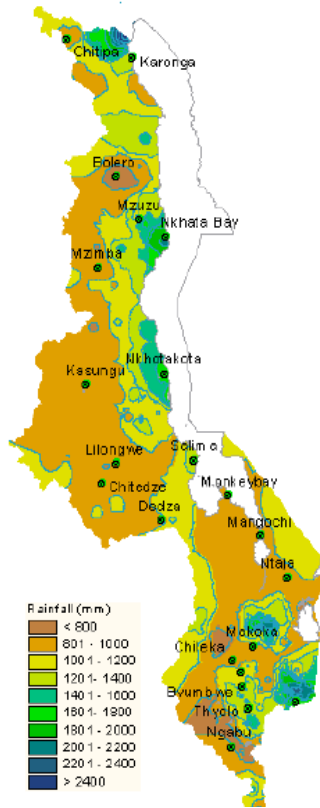 Chitipa
Karonga
Bolero
Mzuzu
Nkhata Bay
Mzimba
Nkhotakota
Kasungu
Salima
Lilongwe
Chitedze
Monkeybay
Dedza
Mangochi
Ntaja
Makoka
Chileka
Bvumbwe
Thyolo
Ngabu
Rainfall (mm)
< 800
801 - 1000
1001 - 1200
1201 - 1400
1401 - 1600
1601 - 1800
1801 - 2000
2001 - 2200
2201 - 2400
> 2400